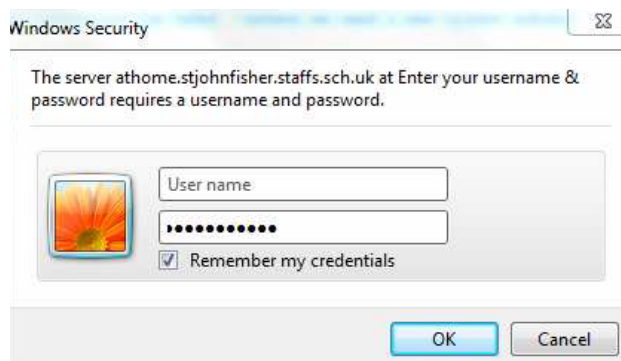 Windows Security
The server athome.stjohnfisher.staffs.sch.uk at Enter your username &
password requires a username and password.
User name
Remember my credentials
OK
Cancel